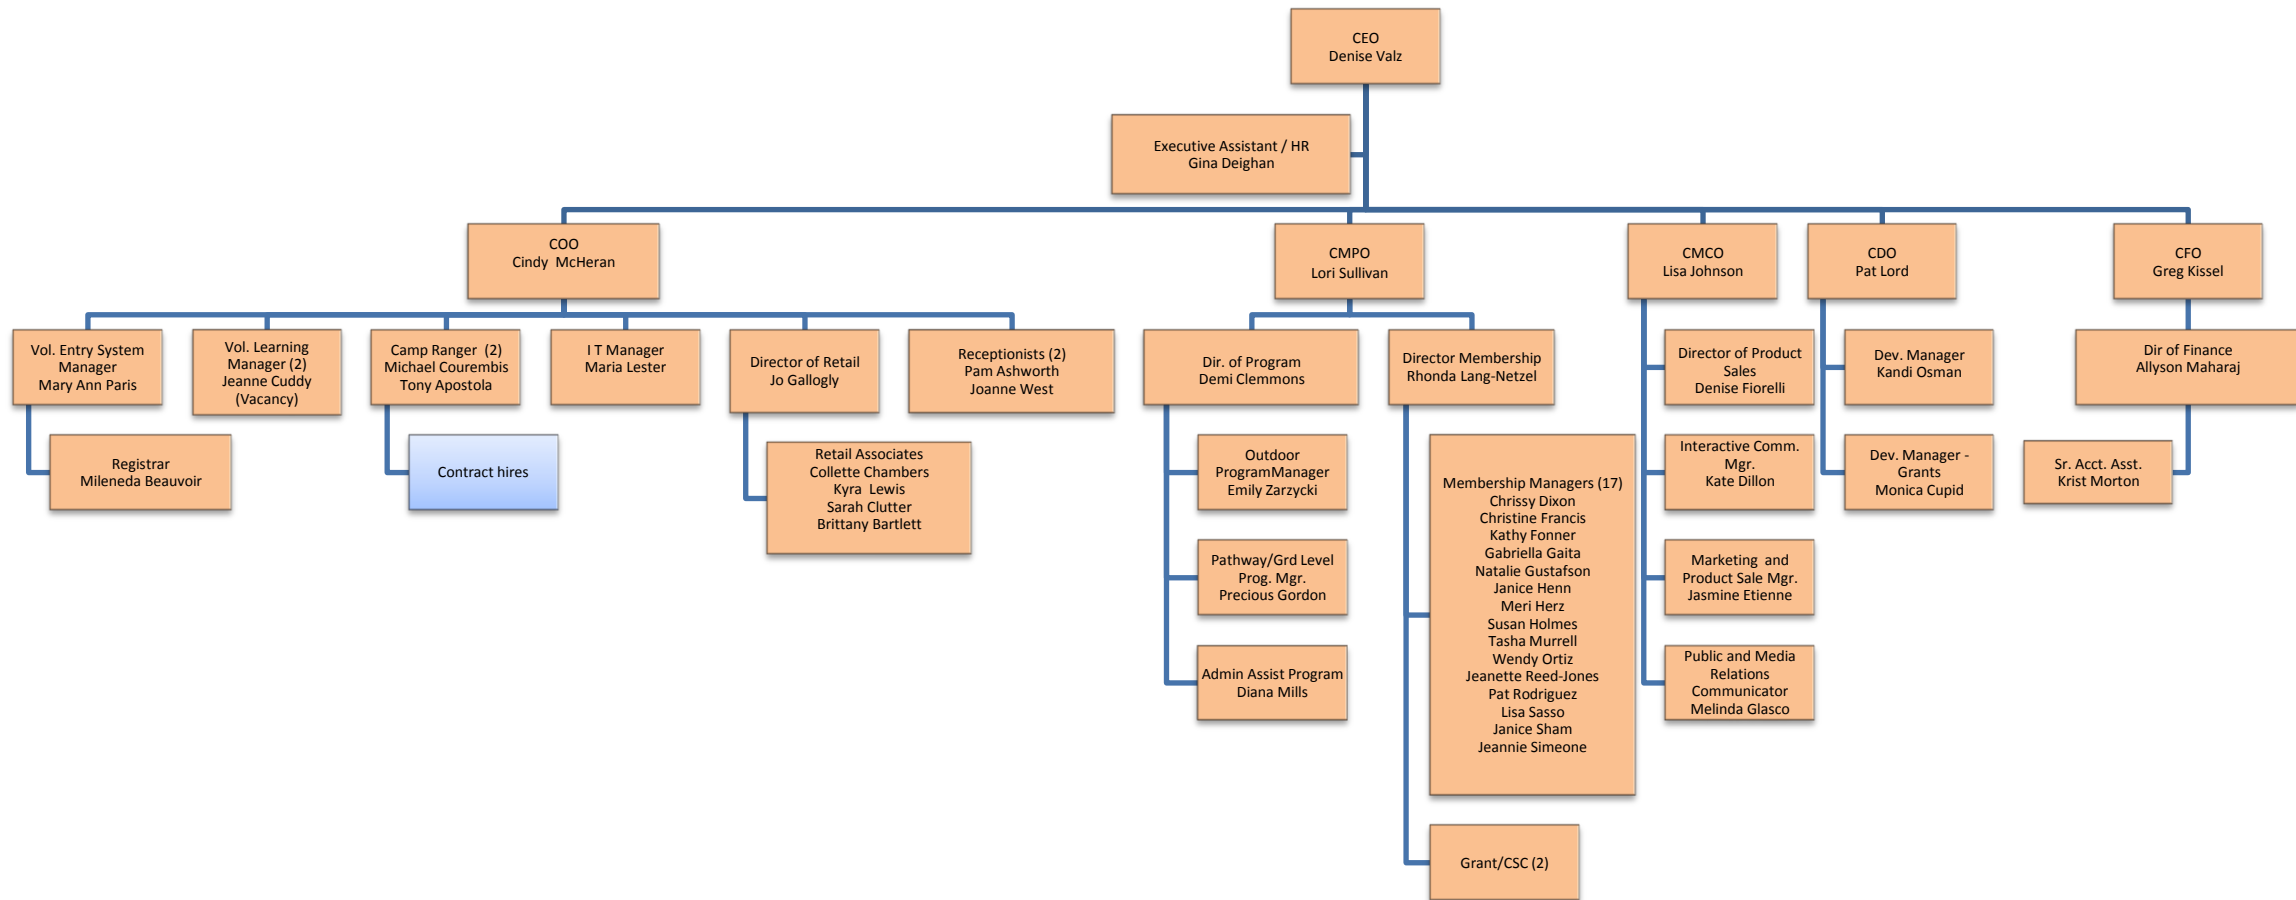 CEO
Denise Valz
Executive Assistant / HR
Gina Deighan
COO
Cindy McHeran
CMPO
Lori Sullivan
CMCO
Lisa Johnson
CDO
Pat Lord
CFO
Greg Kissel
Vol. Entry System
Manager
Mary Ann Paris
Vol. Learning
Manager (2)
Jeanne Cuddy
(Vacancy)
Camp Ranger (2)
Michael Courembis
Tony Apostola
I T Manager
Maria Lester
Director of Retail
Jo Gallogly
Receptionists (2)
Pam Ashworth
Joanne West
Dir. of Program
Demi Clemmons
Director Membership
Rhonda Lang-Netzel
Director of Product
Sales
Denise Fiorelli
Dev. Manager
Kandi Osman
Dir of Finance
Allyson Maharaj
Registrar
Mileneda Beauvoir
Contract hires
Retail Associates
Collette Chambers
Kyra Lewis
Sarah Clutter
Brittany Bartlett
Outdoor
ProgramManager
Emily Zarzycki
Pathway/Grd Level
Prog. Mgr.
Precious Gordon
Admin Assist Program
Diana Mills
Membership Managers (17)
Chrissy Dixon
Christine Francis
Kathy Fonner
Gabriella Gaita
Natalie Gustafson
Janice Henn
Meri Herz
Susan Holmes
Tasha Murrell
Wendy Ortiz
Jeanette Reed-Jones
Pat Rodriguez
Lisa Sasso
Janice Sham
Jeannie Simeone
Grant/CSC (2)
Interactive Comm.
Mgr.
Kate Dillon
Marketing and
Product Sale Mgr.
Jasmine Etienne
Public and Media
Relations
Communicator
Melinda Glasco
Dev. Manager -
Grants
Monica Cupid
Sr. Acct. Asst.
Krist Morton